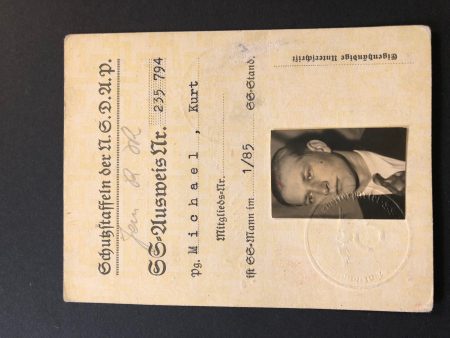 Schutzstaffeln der N.S.D.A.P.
SS-Ausweis Nr. 235 794
Pg. Michael , Kurt
Mitglieds-Nr.
ist SS-Mann im 1/85 SS-Stand.
Eigenhändige Unterschrift